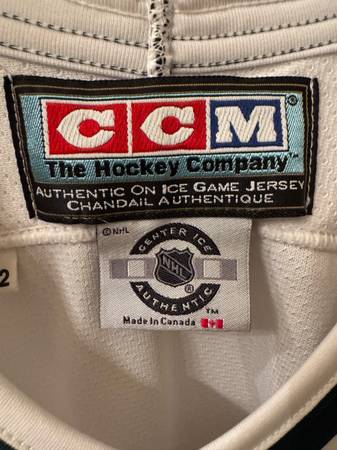 CCM®
The Hockey Company™
AUTHENTIC ON ICE GAME JERSEY
CHANDAIL AUTHENTIQUE
© NHL
CENTER ICE
NHL
®
AUTHENTIC
™
Made In Canada
2